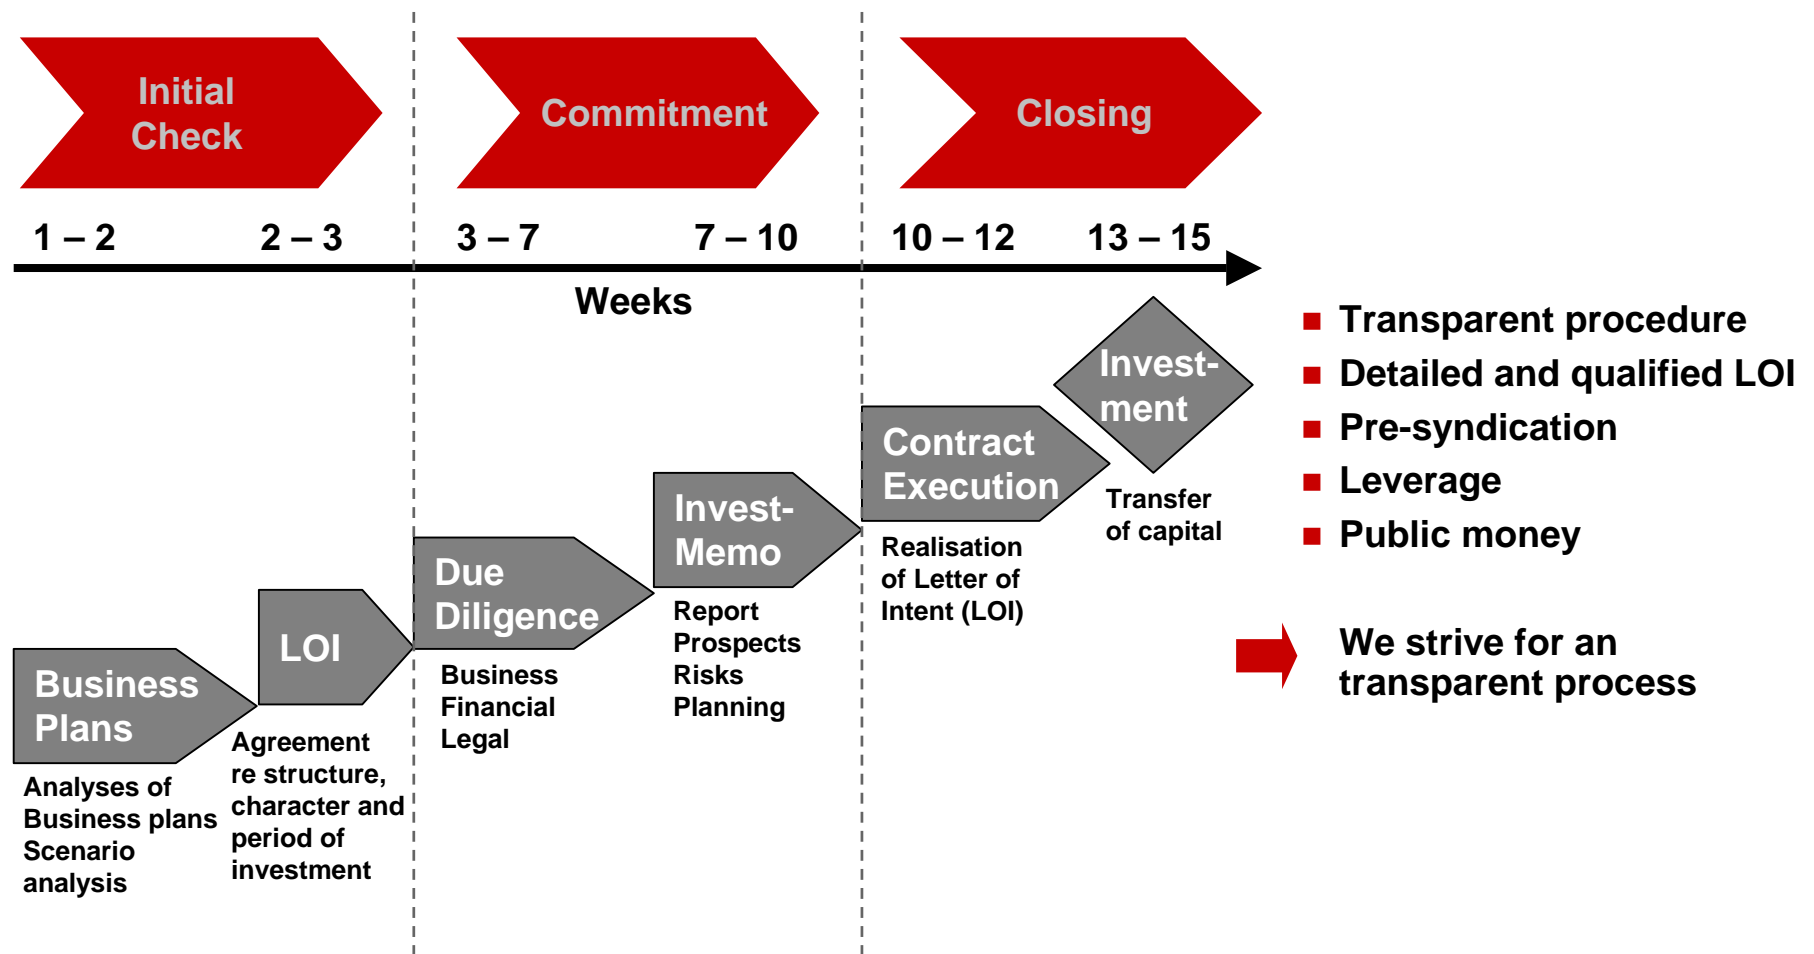 Initial
Check
Commitment
Closing
1 – 2
2 – 3
3 – 7
7 – 10
10 – 12
13 – 15
Weeks
Business
Plans
Analyses of
Business plans
Scenario
analysis
LOI
Agreement
re structure,
character and
period of
investment
Due
Diligence
Business
Financial
Legal
Invest-
Memo
Report
Prospects
Risks
Planning
Contract
Execution
Realisation
of Letter of
Intent (LOI)
Invest-
ment
Transfer
of capital
Transparent procedure
Detailed and qualified LOI
Pre-syndication
Leverage
Public money
We strive for an
transparent process